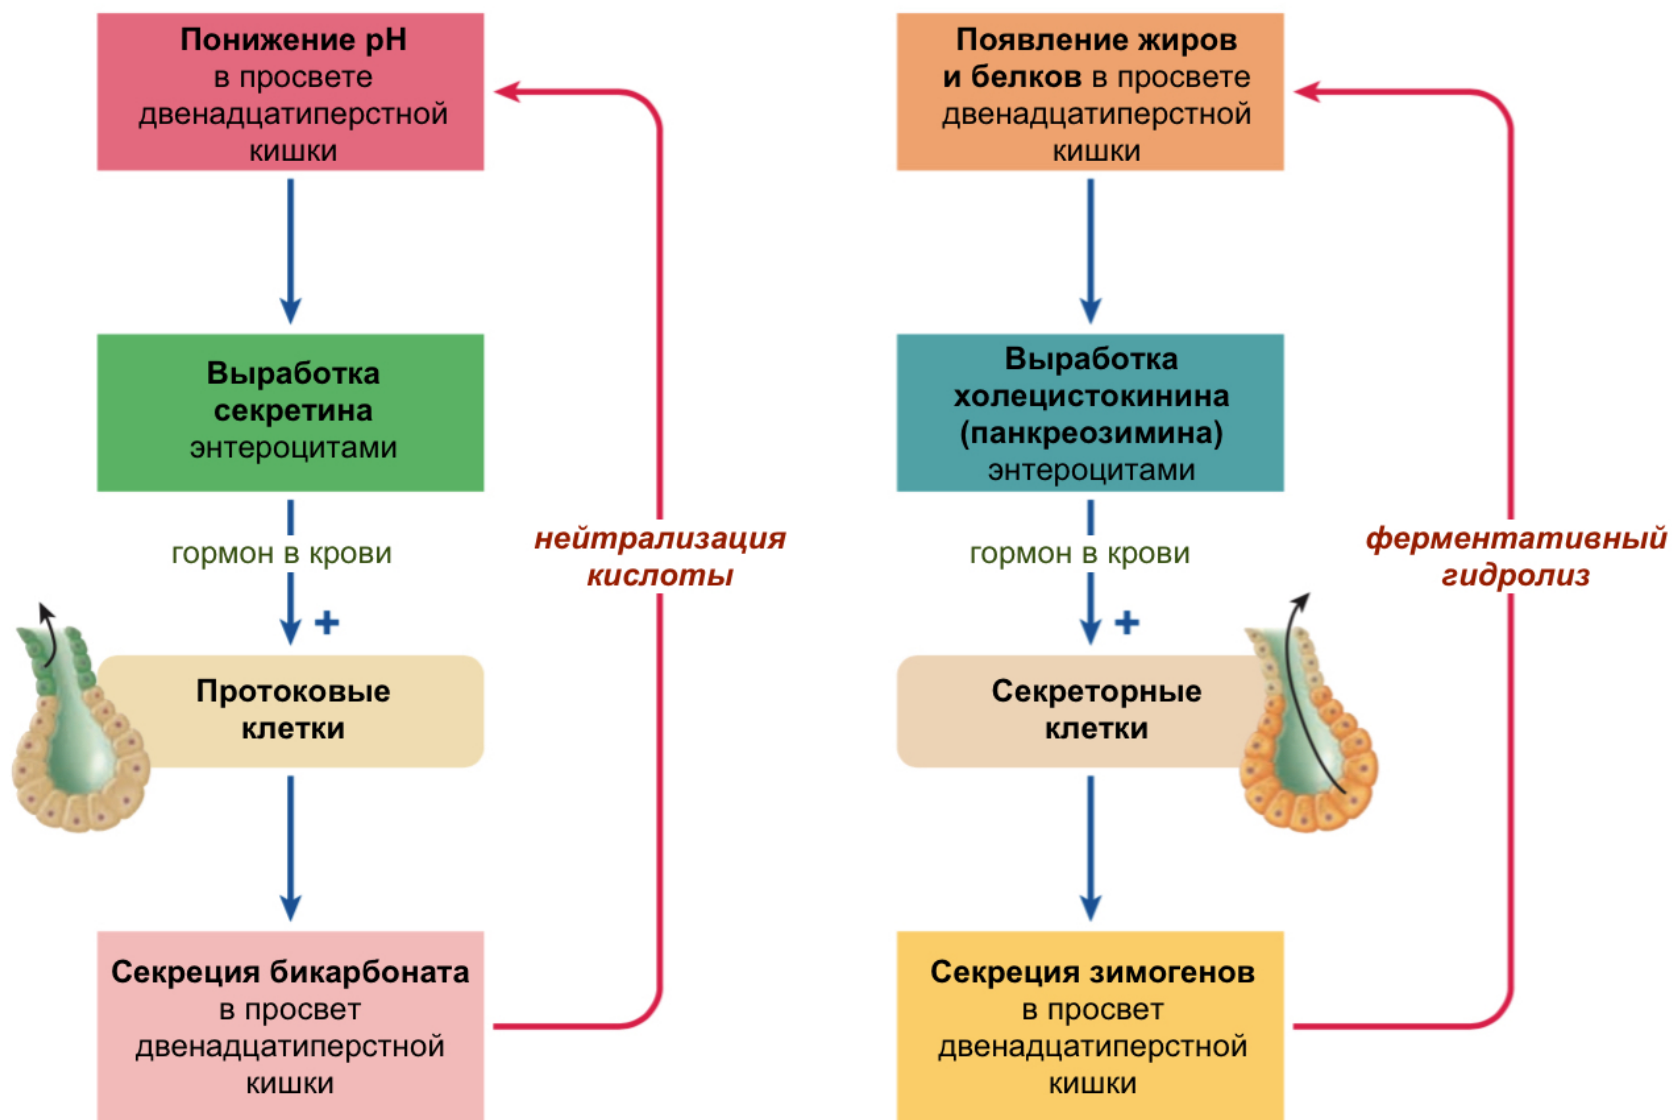 Понижение pH
в просвете
двенадцатиперстной
кишки
Выработка
секретина
энтероцитами
гормон в крови
+
Протоковые
клетки
Секреция бикарбоната
в просвет
двенадцатиперстной
кишки
нейтрализация
кислоты
Появление жиров
и белков в просвете
двенадцатиперстной
кишки
Выработка
холецистокинина
(панкреозимина)
энтероцитами
гормон в крови
+
Секреторные
клетки
Секреция зимогенов
в просвет
двенадцатиперстной
кишки
ферментативный
гидролиз